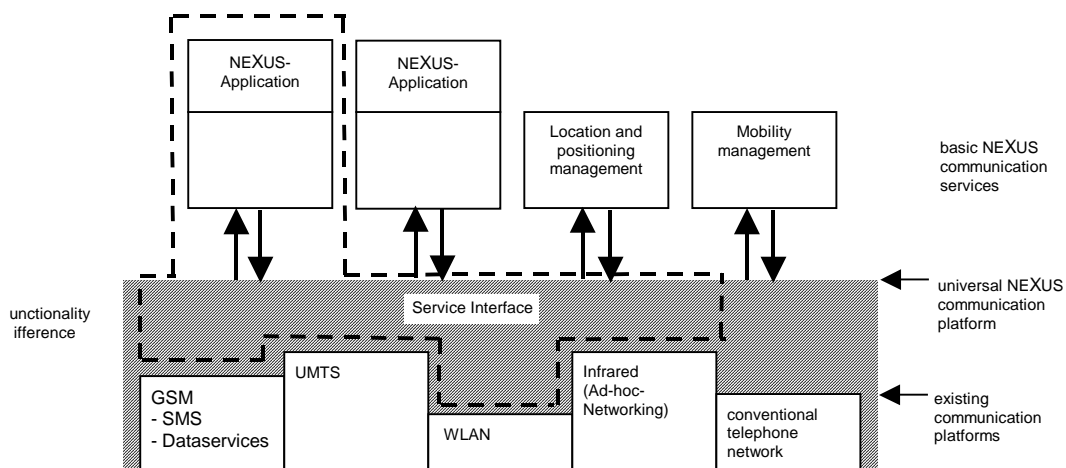 NEXUS-
Application
NEXUS-
Application
Location and
positioning
management
Mobility
management
basic NEXUS
communication
services
unctionality
ifference
Service Interface
universal NEXUS
communication
platform
GSM
- SMS
- Dataservices
UMTS
WLAN
Infrared
(Ad-hoc-
Networking)
conventional
telephone
network
existing
communication
platforms